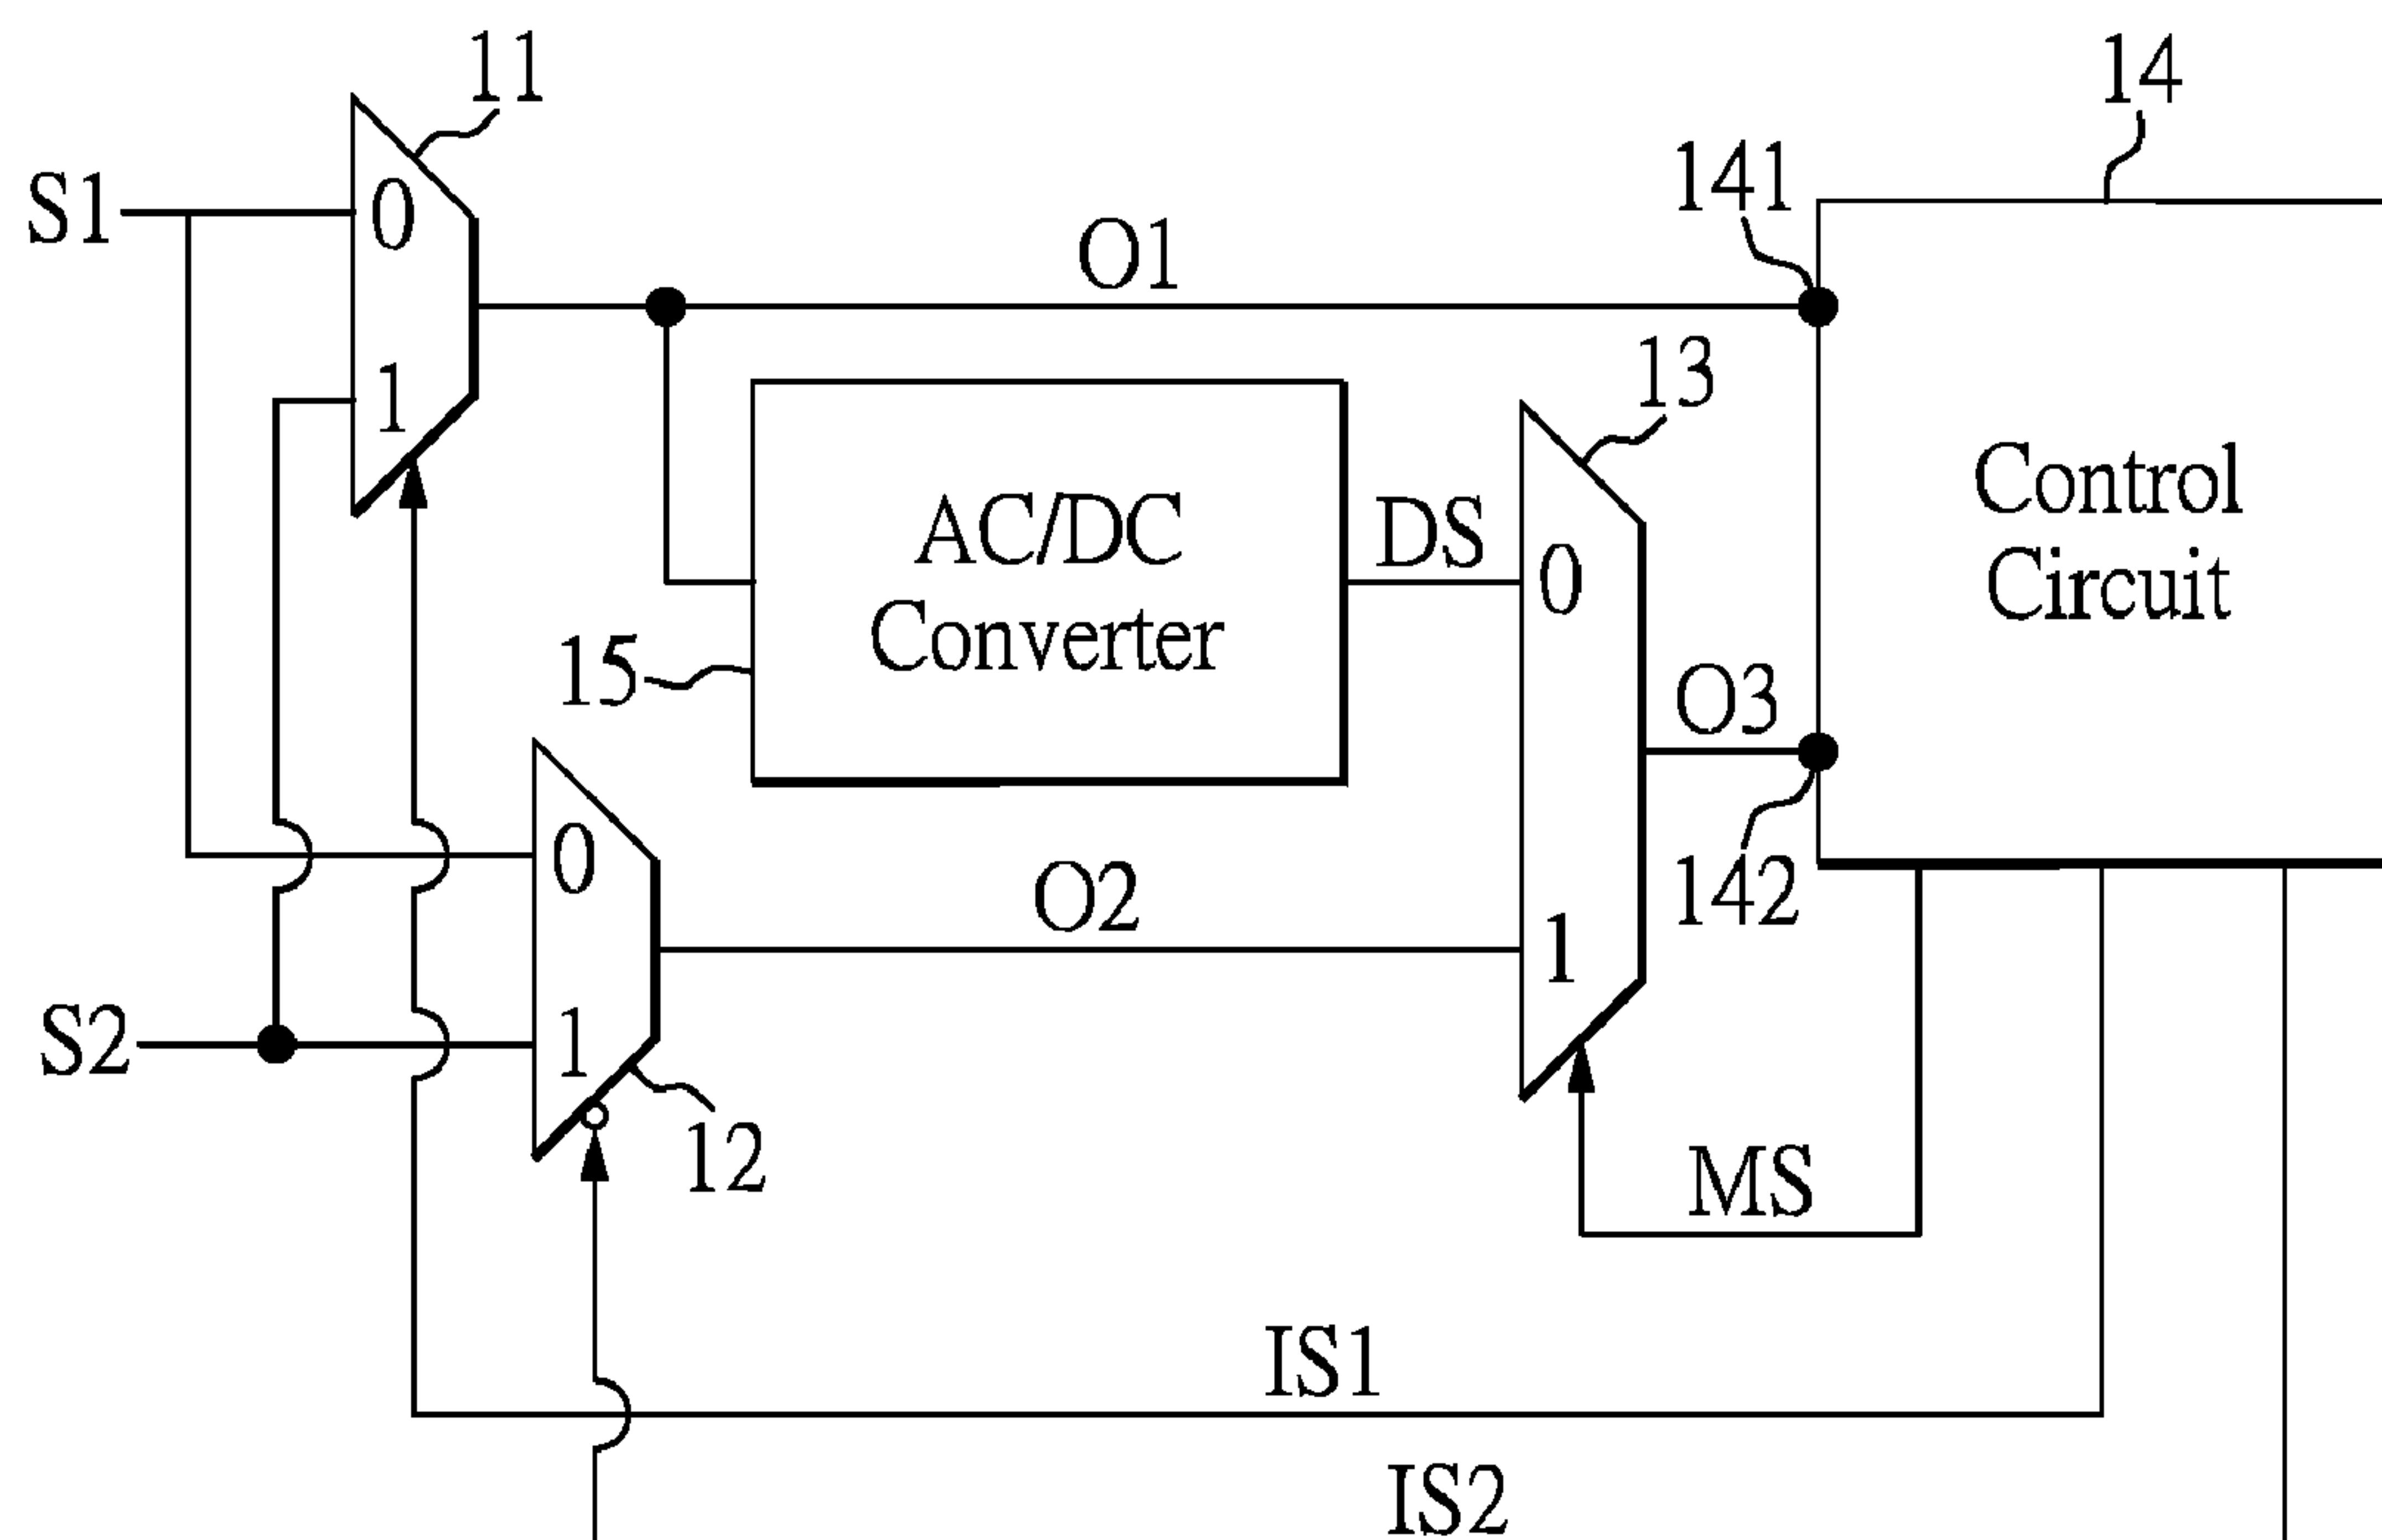 11
14
S1
0
141
O1
13
1
AC/DC
Converter
DS
0
Control
Circuit
15
O3
0
O2
142
1
S2
1
12
MS
IS1
IS2